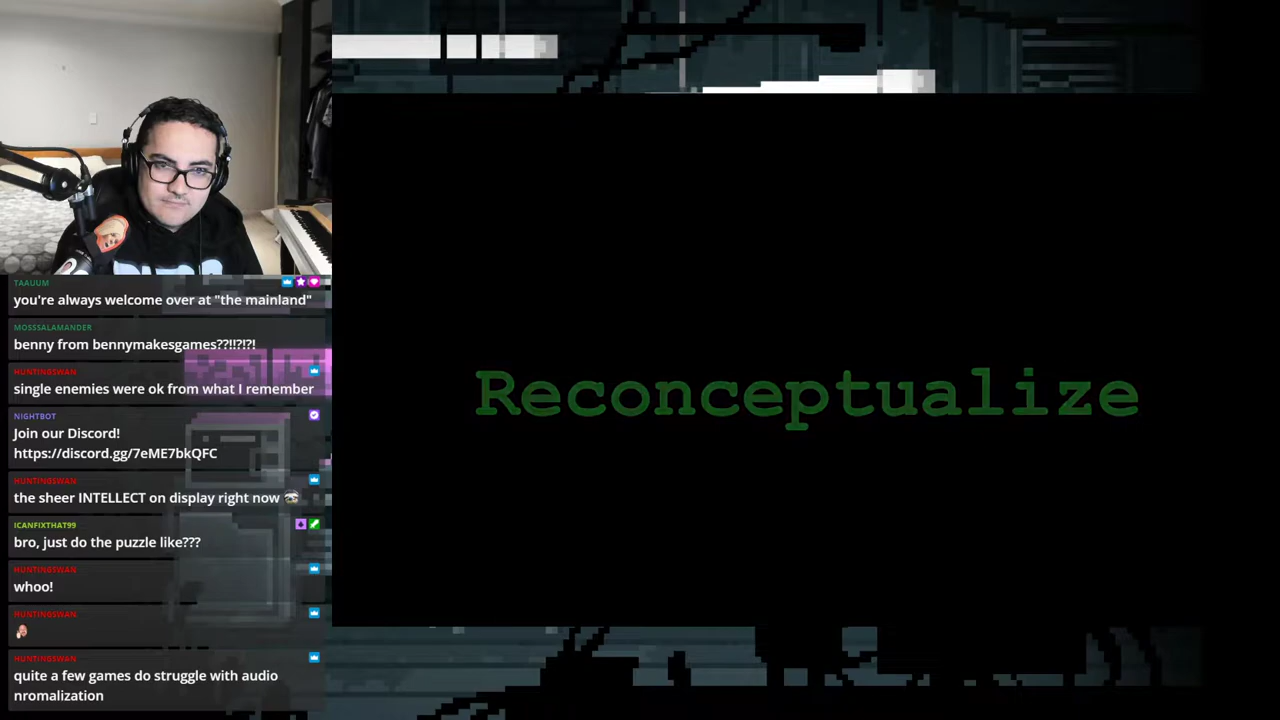 TAAUUM
you're always welcome over at "the mainland"
MOSSSALAMANDER
benny from bennymakesgames??!!?!?!
HUNTINGSWAN
single enemies were ok from what I remember
NIGHTBOT
Join our Discord!
https://discord.gg/7eME7bkQFC
HUNTINGSWAN
the sheer INTELLECT on display right now
ICANFIXTHAT99
bro, just do the puzzle like???
HUNTINGSWAN
whoo!
HUNTINGSWAN
HUNTINGSWAN
quite a few games do struggle with audio
nromalization
Reconceptualize